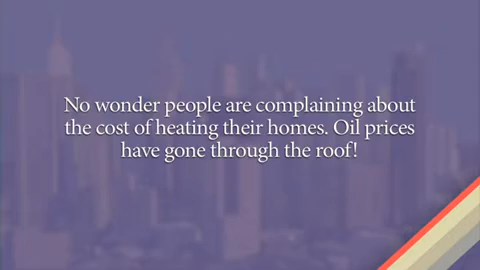 No wonder people are complaining about
the cost of heating their homes. Oil prices
have gone through the roof!